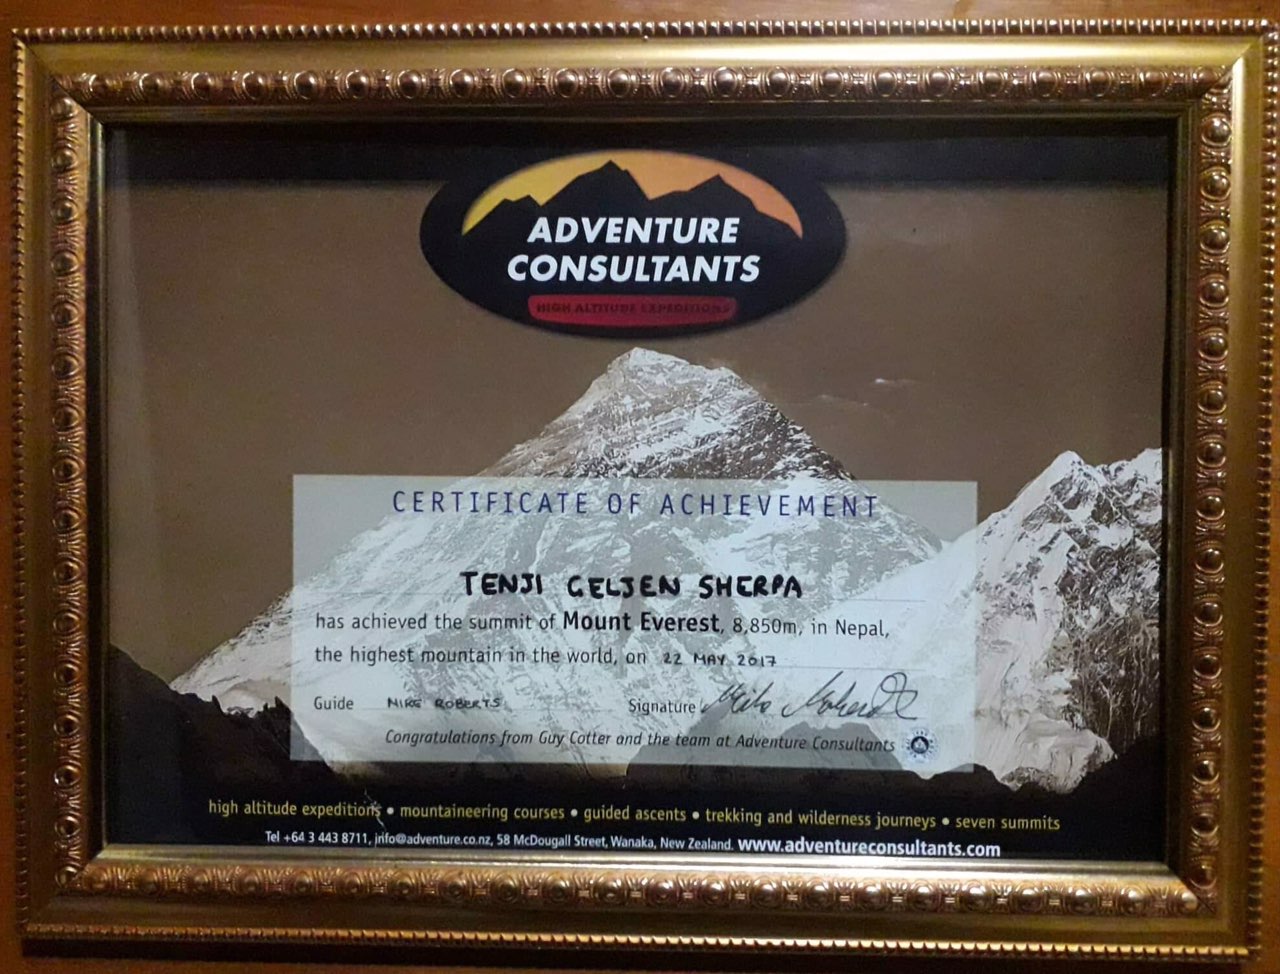 ADVENTURE
CONSULTANTS
HIGH ALTITUDE EXPEDITIONS
CERTIFICATE OF ACHIEVEMENT
TENJI GELJEN SHERPA
has achieved the summit of Mount Everest, 8,850m, in Nepal,
the highest mountain in the world, on 22 MAY 2017
Guide MIKE ROBERTS Signature
Congratulations from Guy Cotter and the team at Adventure Consultants
high altitude expeditions • mountaineering courses • guided ascents • trekking and wilderness journeys • seven summits
Tel +64 3 443 8711, info@adventure.co.nz, 58 McDougall Street, Wanaka, New Zealand. www.adventureconsultants.com